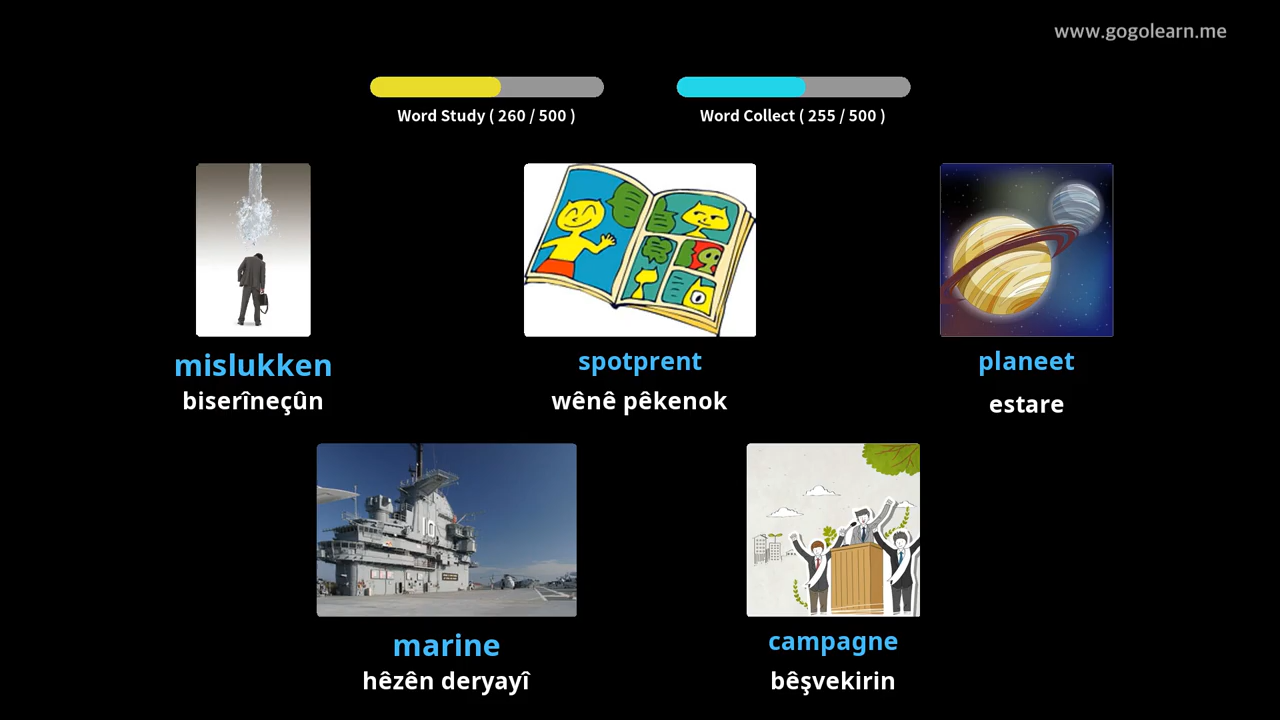 www.gogolearn.me
Word Study ( 260 / 500 )
Word Collect ( 255 / 500 )
mislukken
biserîneçûn
spotprent
wênê pêkenok
planeet
estare
10
marine
hêzên deryayî
campagne
bêşvekirin